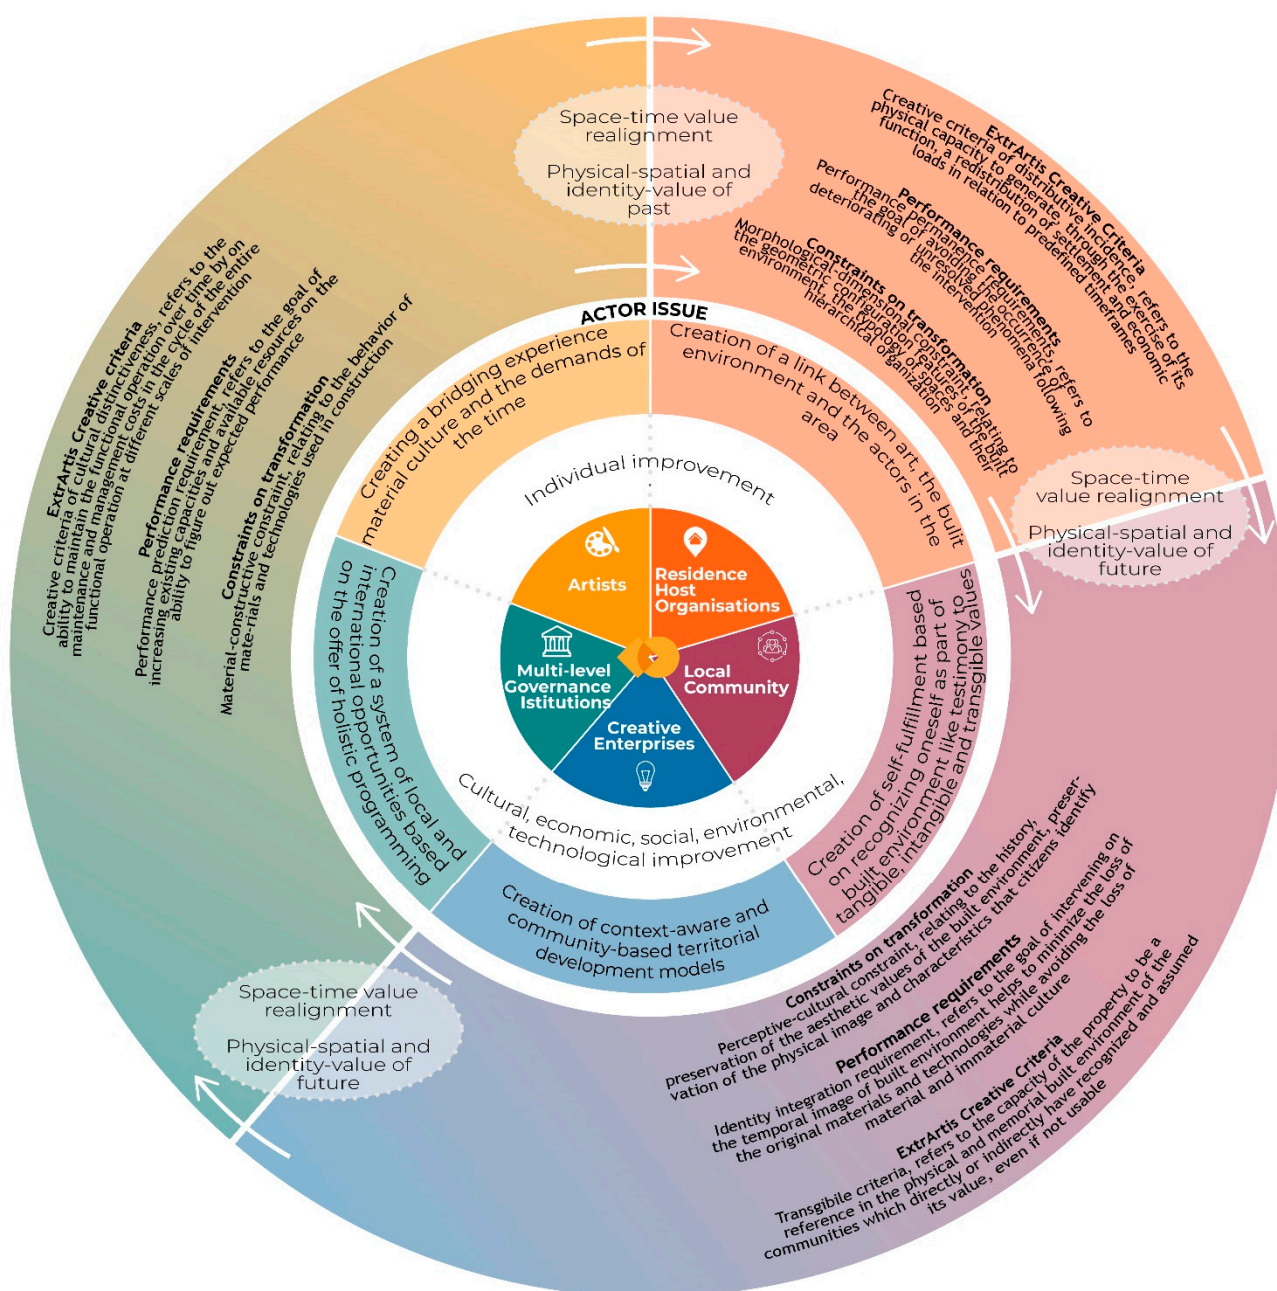 Space-time value
realignment
Physical-spatial and
identity-value of
past
ExtrArtis Creative Criteria
Creative criteria of distributive incidence, refers to the
physical capacity to generate, through the exercise of its
function, a redistribution of settlement and economic
loads in relation to predefined timeframes
Performance requirements
Performance permanence requirements, refers to
the goal of avoiding the occurrence of
deteriorafing or unresolved phenomena following
the intervenfion
Constraints on transformation
Morphological-dimensional constraint, relating to
the geometric configuration features of the built
environment, the typology of spaces and their
hierarchical organization
Space-time
value realignment
Physical-spatial and
identity-value of
future
Constraints on transformation
Perceptive-cultural constraint, relating to the history,
preservation of the aesthetic values of the built environment, preser-
vation of the physical image and characteristics that citizens identify
Performance requirements
Identity integration requirement, refers to the goal of intervening on
the temporal image of built environment helps to minimize the loss of
the original materials and technologies while avoiding the loss of
material and immaterial culture
ExtrArtis Creative Criteria
Transgibile criteria, refers to the capacity of the property to be a
reference in the physical and memorial built environment of the
communities which directly or indirectly have recognized and assumed
its value, even if not usable
Space-time value
realignment
Physical-spatial and
identity-value of
future
ExtrArtis Creative criteria
Creative criteria of cultural distinctiveness, refers to the
ability to maintain the functional operation over time by on
maintenance and management costs in the cycle of the entire
functional operation at different scales of intervention
Performance requirements
Performance prediction requirement, refers to the goal of
increasing existing capacities and available resources on the
ability to figure out expected performance
Constraints on transformation
Material-constructive constraint, relating to the behavior of
mate-rials and technologies used in construction
ACTOR ISSUE
Creating a bridging experience
material culture and the demands of
the time
Creation of a link between art, the bulit
environment and the actors in the
area
Creation of self-fulfillment based
on recognizing oneself as part of
built environment like testimony to
tangible, intangible and transgible values
Creation of context-aware and
community-based territorial
development models
Creation of a system of local and
international opportunities based
on the offer of holistic programming
Individual improvement
Artists
Residence
Host
Organisations
Multi-level
Governance
Istitutions
Local
Community
Creative
Enterprises
Cultural, economic, social, environmental,
technological improvement